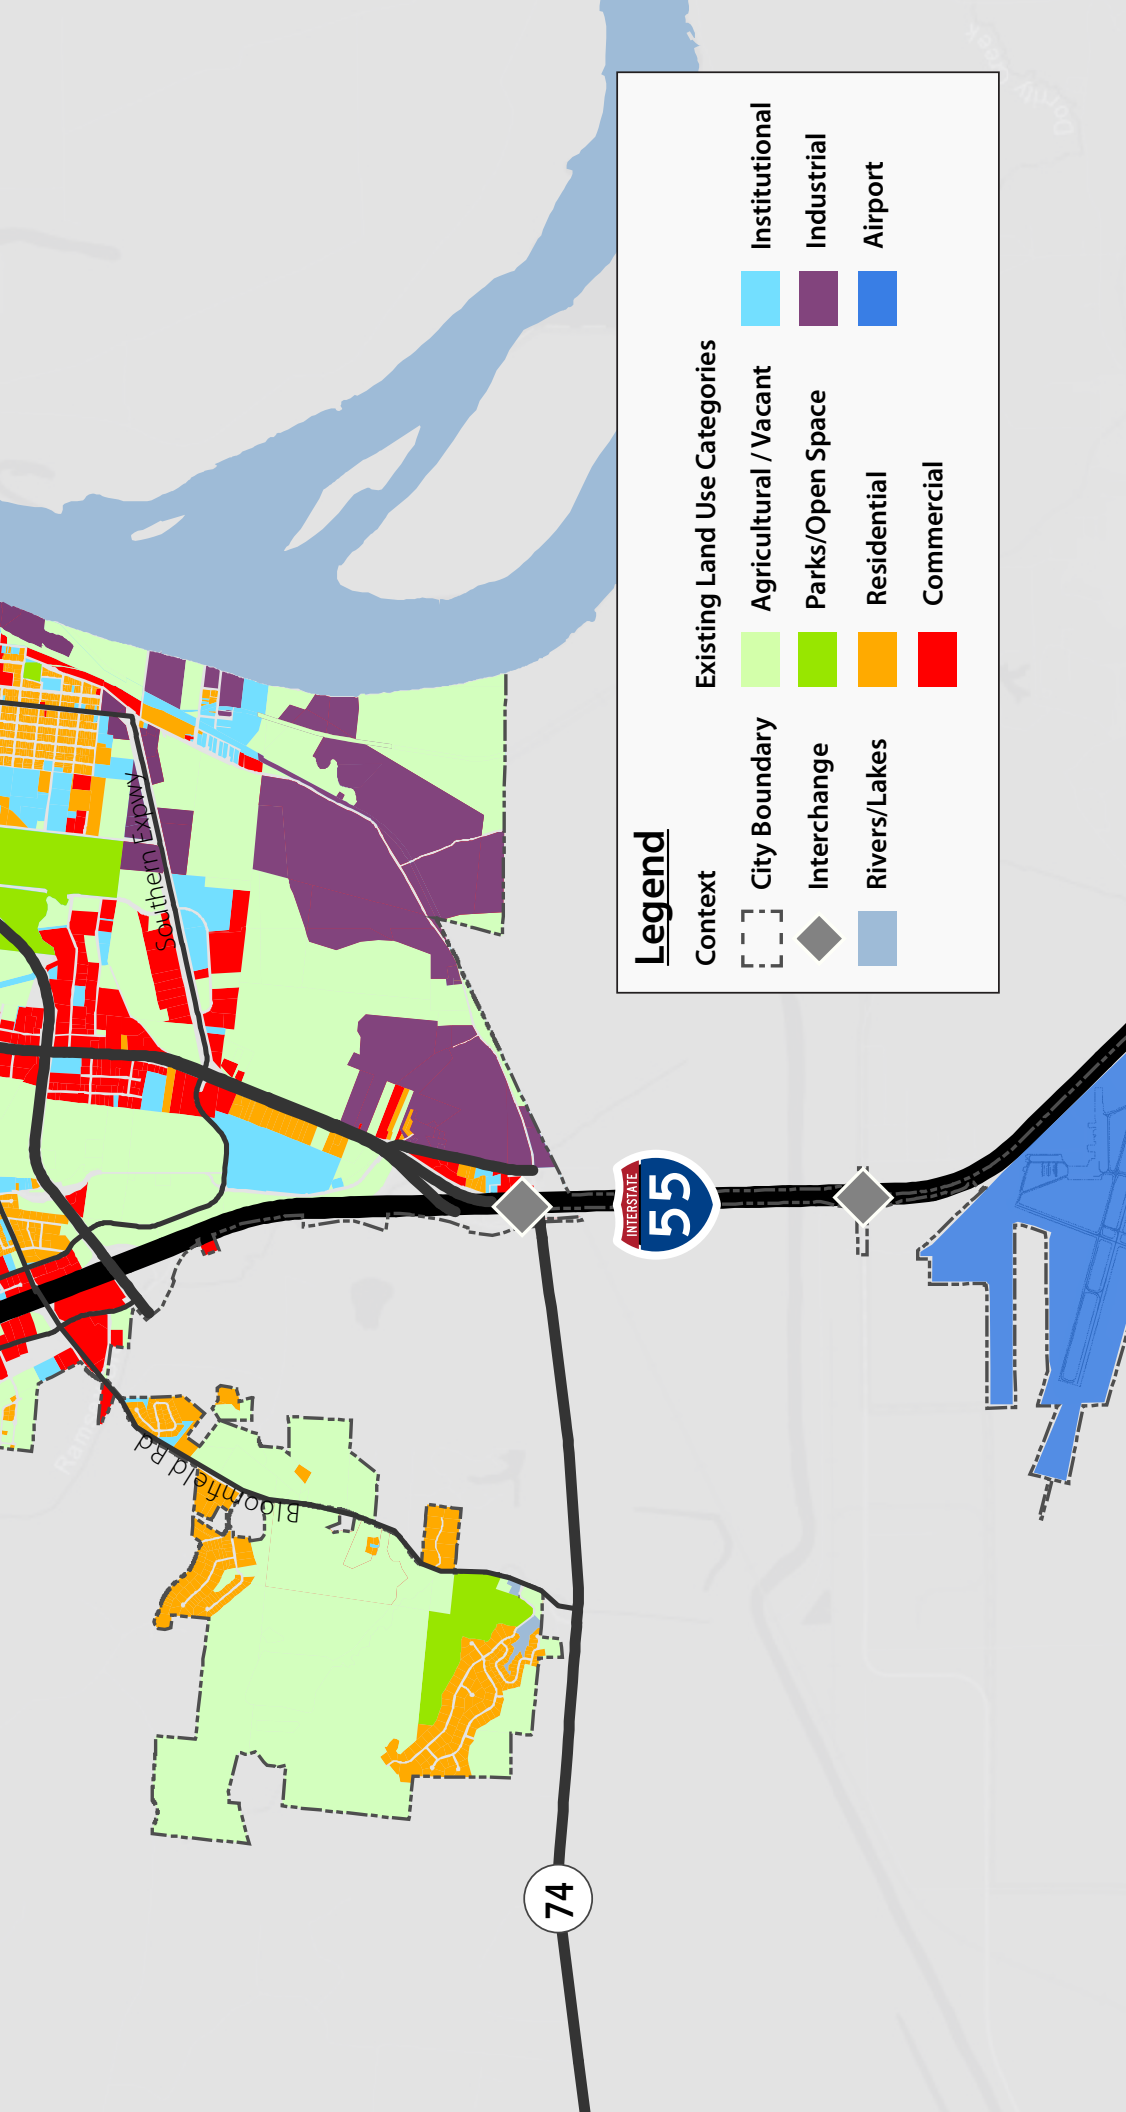 Southern Expwy
Bloomfield Rd
INTERSTATE
55
74
Legend
Context
City Boundary
Interchange
Rivers/Lakes
Existing Land Use Categories
Agricultural / Vacant
Parks/Open Space
Residential
Commercial
Institutional
Industrial
Airport